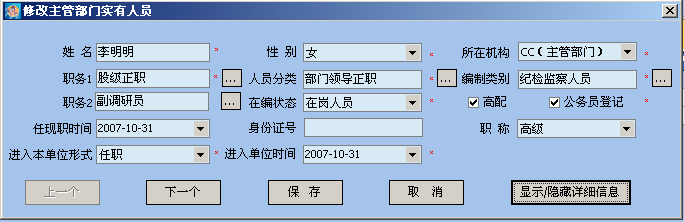 修改主管部门实有人员
姓 名 李明明 * 性 别 女 * 所在机构 CC（主管部门） *
职务1 股级正职 * ... 人员分类 部门领导正职 * ... 编制类别 纪检监察人员 * ...
职务2 副调研员 ... 在编状态 在岗人员 * 高配 公务员登记 *
任现职时间 2007-10-31 身份证号 职 称 高级
进入本单位形式 任职 * 进入单位时间 2007-10-31 *
上一个 下一个 保 存 取 消 显示/隐藏详细信息